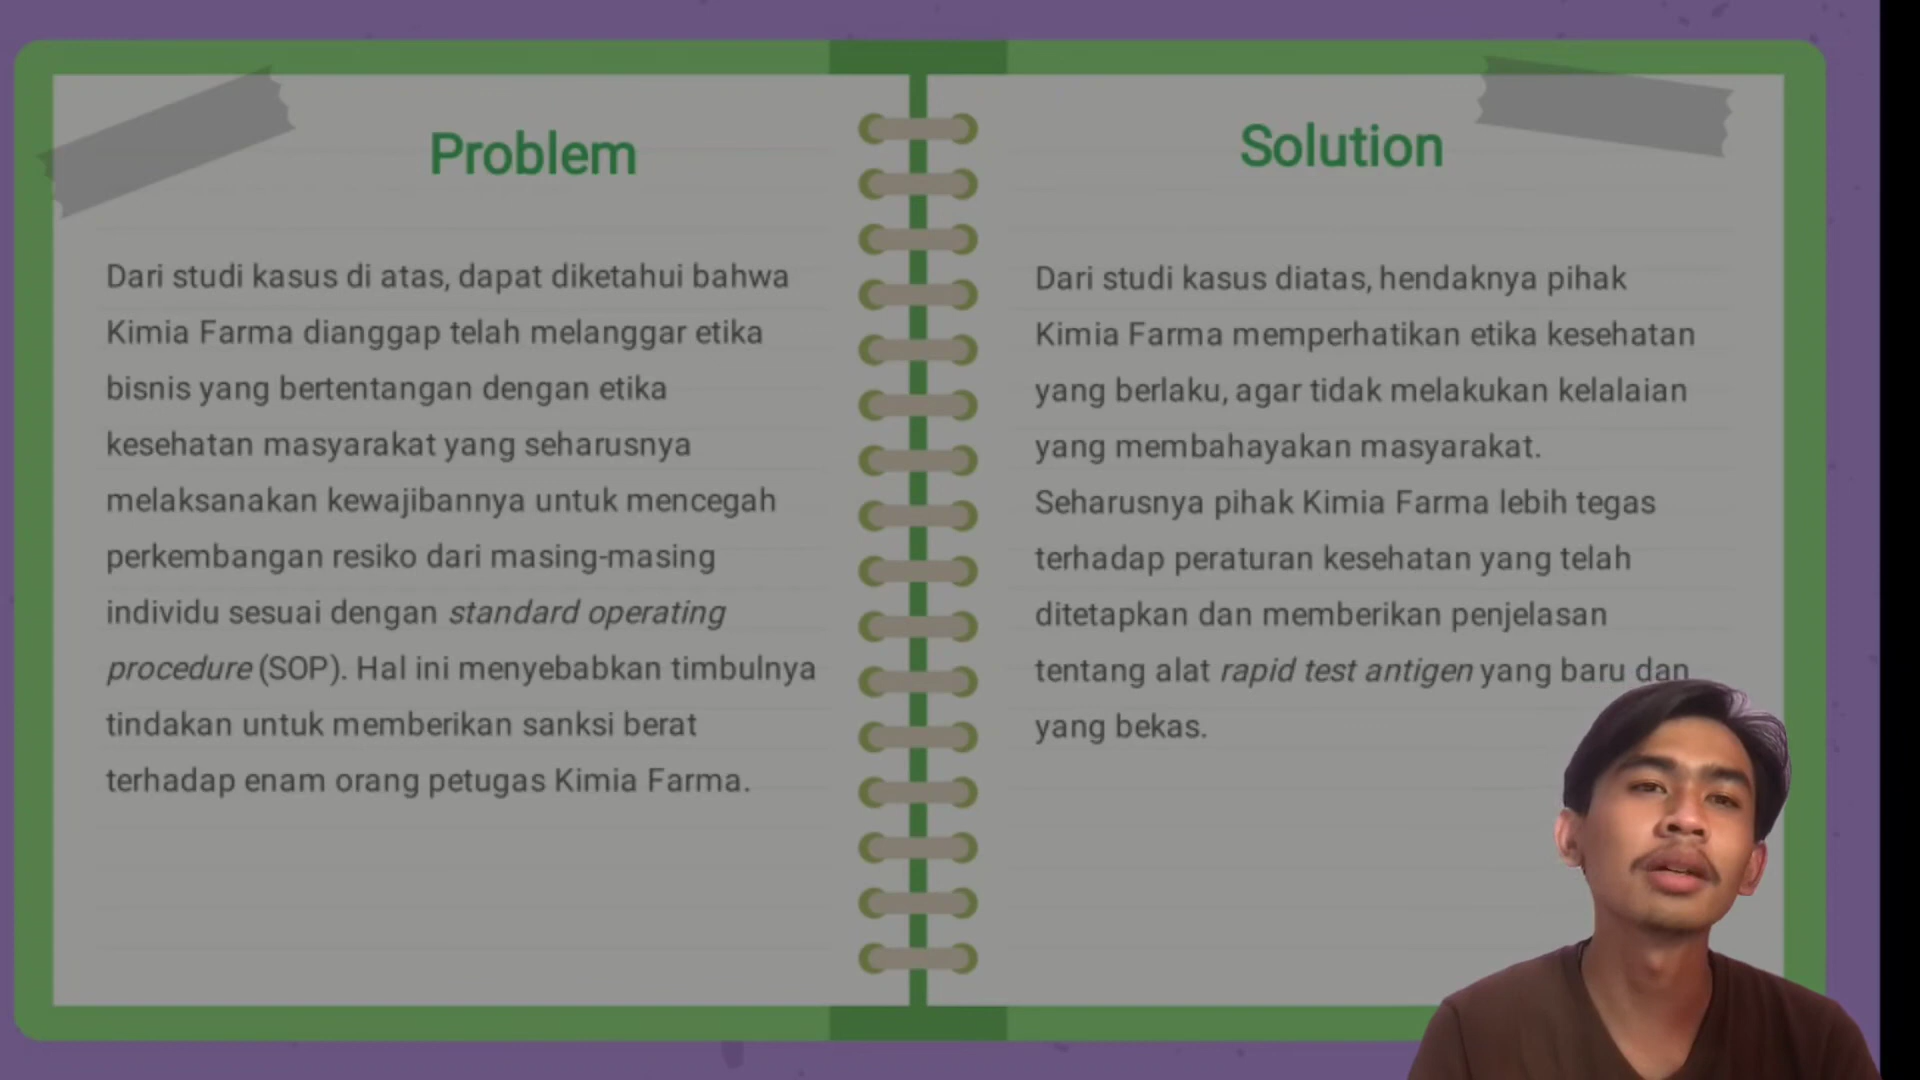 Problem
Dari studi kasus di atas, dapat diketahui bahwa
Kimia Farma dianggap telah melanggar etika
bisnis yang bertentangan dengan etika
kesehatan masyarakat yang seharusnya
melaksanakan kewajibannya untuk mencegah
perkembangan resiko dari masing-masing
individu sesuai dengan standard operating
procedure (SOP). Hal ini menyebabkan timbulnya
tindakan untuk memberikan sanksi berat
terhadap enam orang petugas Kimia Farma.
Solution
Dari studi kasus diatas, hendaknya pihak
Kimia Farma memperhatikan etika kesehatan
yang berlaku, agar tidak melakukan kelalaian
yang membahayakan masyarakat.
Seharusnya pihak Kimia Farma lebih tegas
terhadap peraturan kesehatan yang telah
ditetapkan dan memberikan penjelasan
tentang alat rapid test antigen yang baru dan
yang bekas.